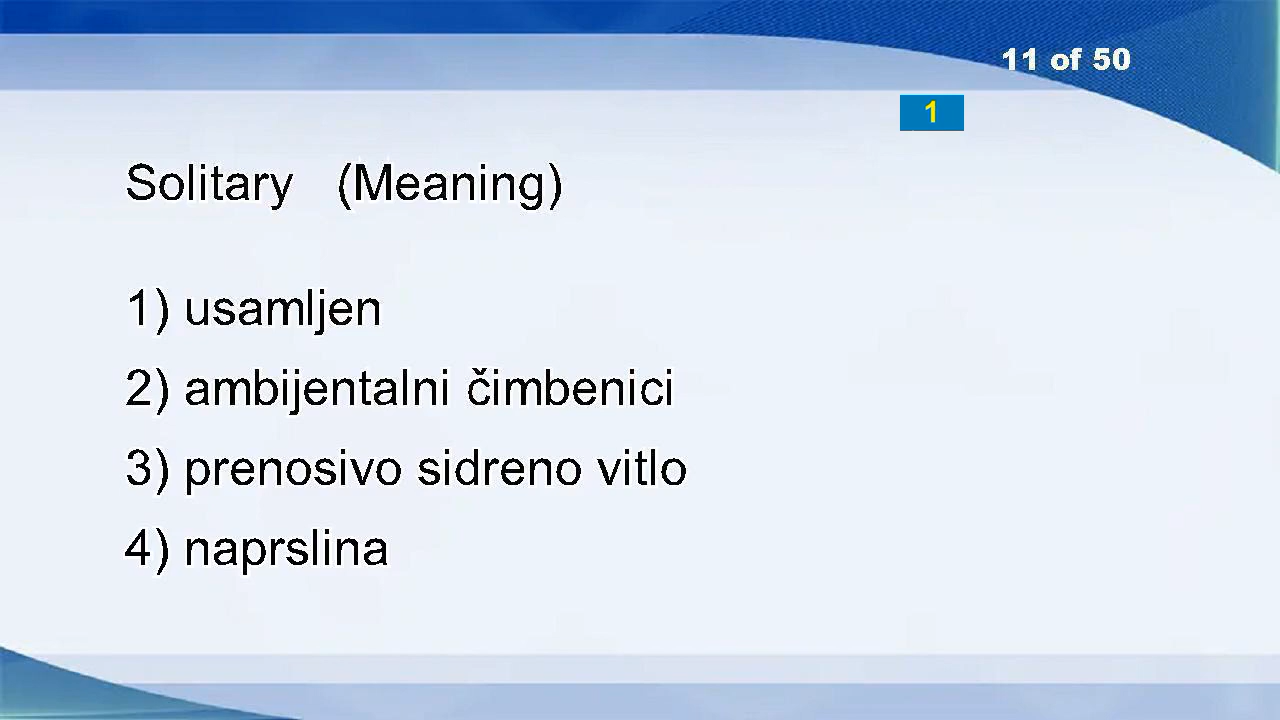 11 of 50
1
Solitary (Meaning)
1) usamljen
2) ambijentalni čimbenici
3) prenosivo sidreno vitlo
4) naprslina